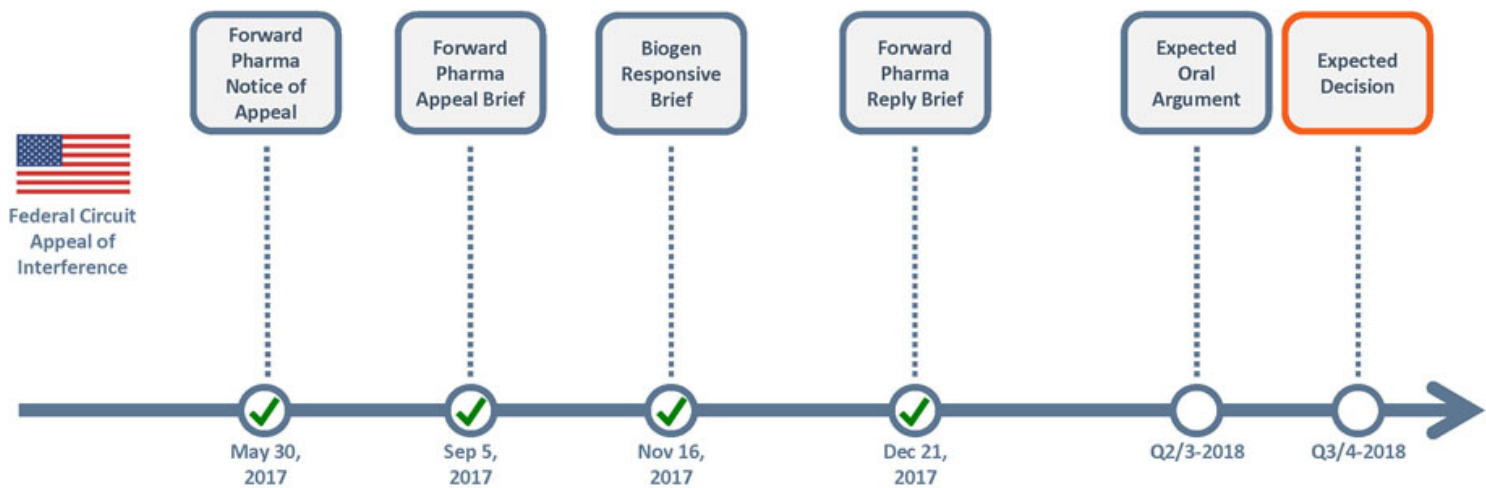 Forward
Pharma
Notice of
Appeal
Forward
Pharma
Appeal Brief
Biogen
Responsive
Brief
Forward
Pharma
Reply Brief
Expected
Oral
Argument
Expected
Decision
Federal Circuit
Appeal of
Interference
May 30,
2017
Sep 5,
2017
Nov 16,
2017
Dec 21,
2017
Q2/3-2018
Q3/4-2018